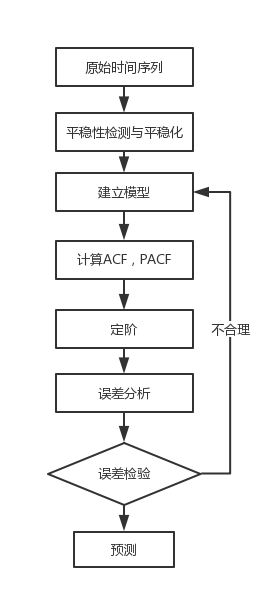 原始时间序列
平稳性检测与平稳化
建立模型
计算ACF，PACF
不合理
定阶
误差分析
误差检验
预测